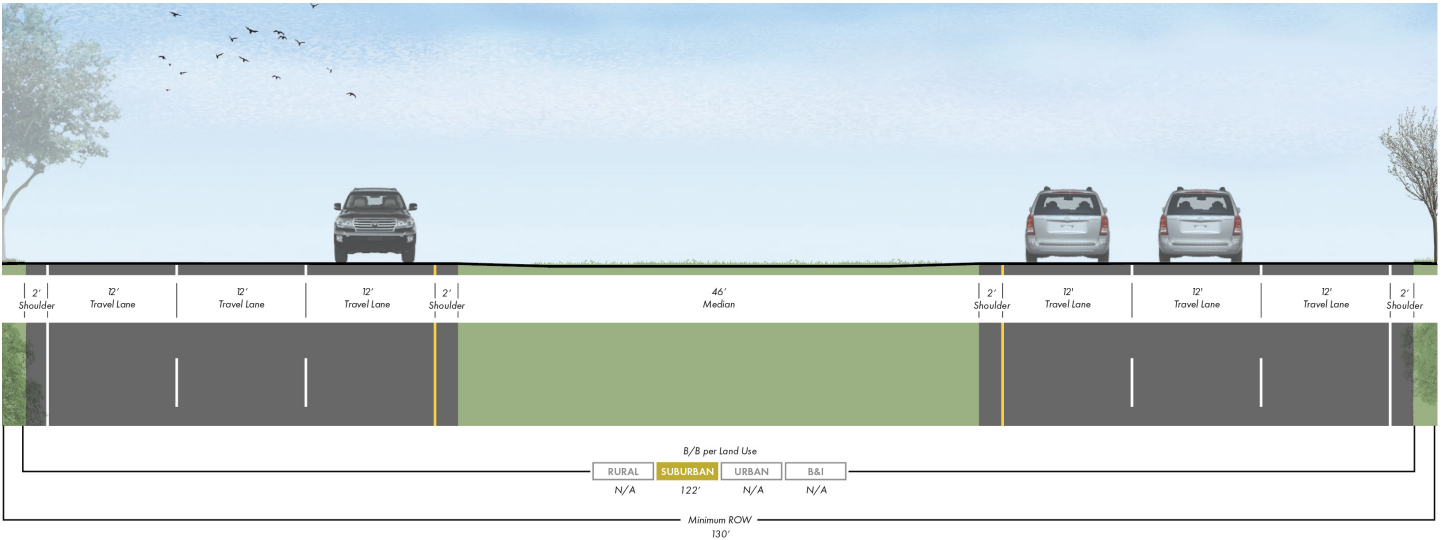 2' 12' 12' 12' 2' 46' 2' 12' 12' 12' 2'
Shoulder Travel Lane Travel Lane Travel Lane Shoulder Median Shoulder Travel Lane Travel Lane Travel Lane Shoulder
B/B per Land Use
RURAL SUBURBAN URBAN B&I
N/A 122' N/A N/A
Minimum ROW
130'